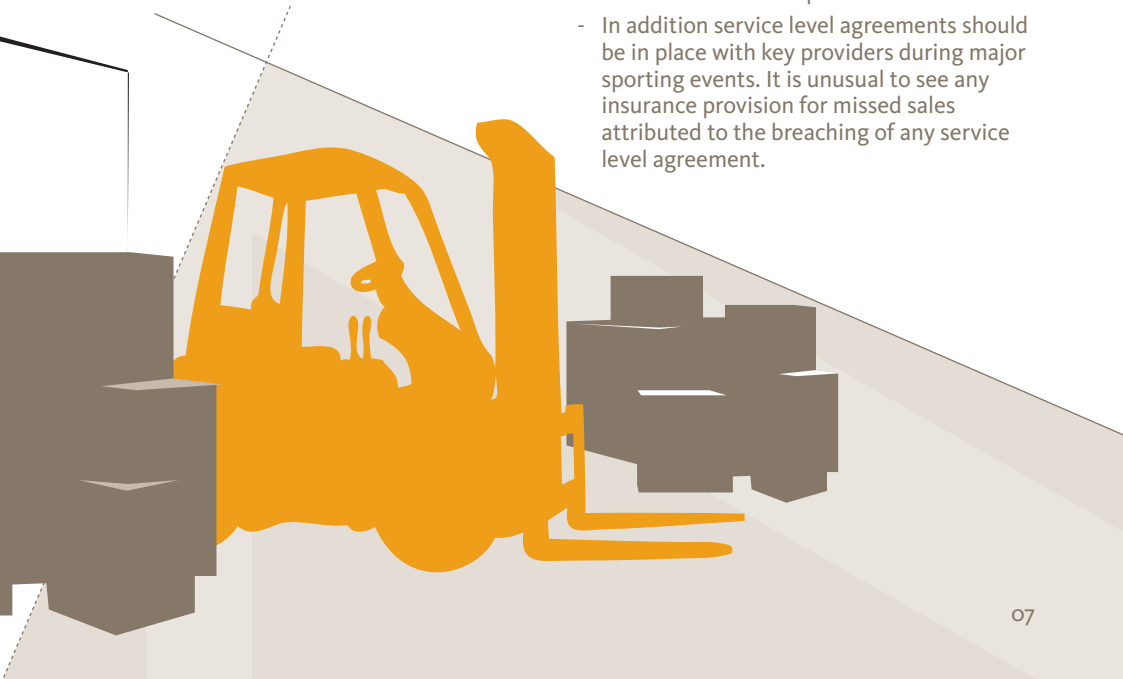 - In addition service level agreements should
be in place with key providers during major
sporting events. It is unusual to see any
insurance provision for missed sales
attributed to the breaching of any service
level agreement.
07